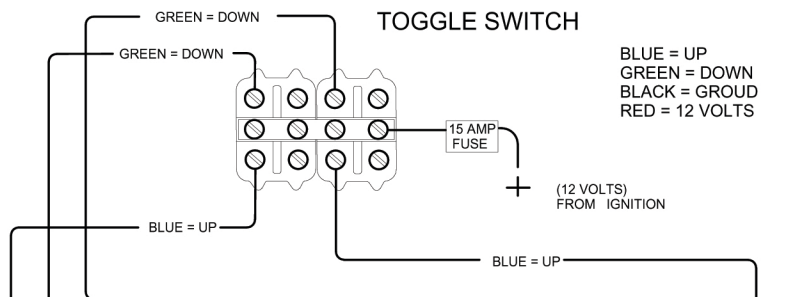 GREEN = DOWN
TOGGLE SWITCH
GREEN = DOWN
BLUE = UP
GREEN = DOWN
BLACK = GROUD
RED = 12 VOLTS
15 AMP
FUSE
(12 VOLTS)
FROM IGNITION
BLUE = UP
BLUE = UP